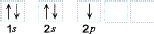 ↑↓ ↑↓ ↓
1s 2s 2p